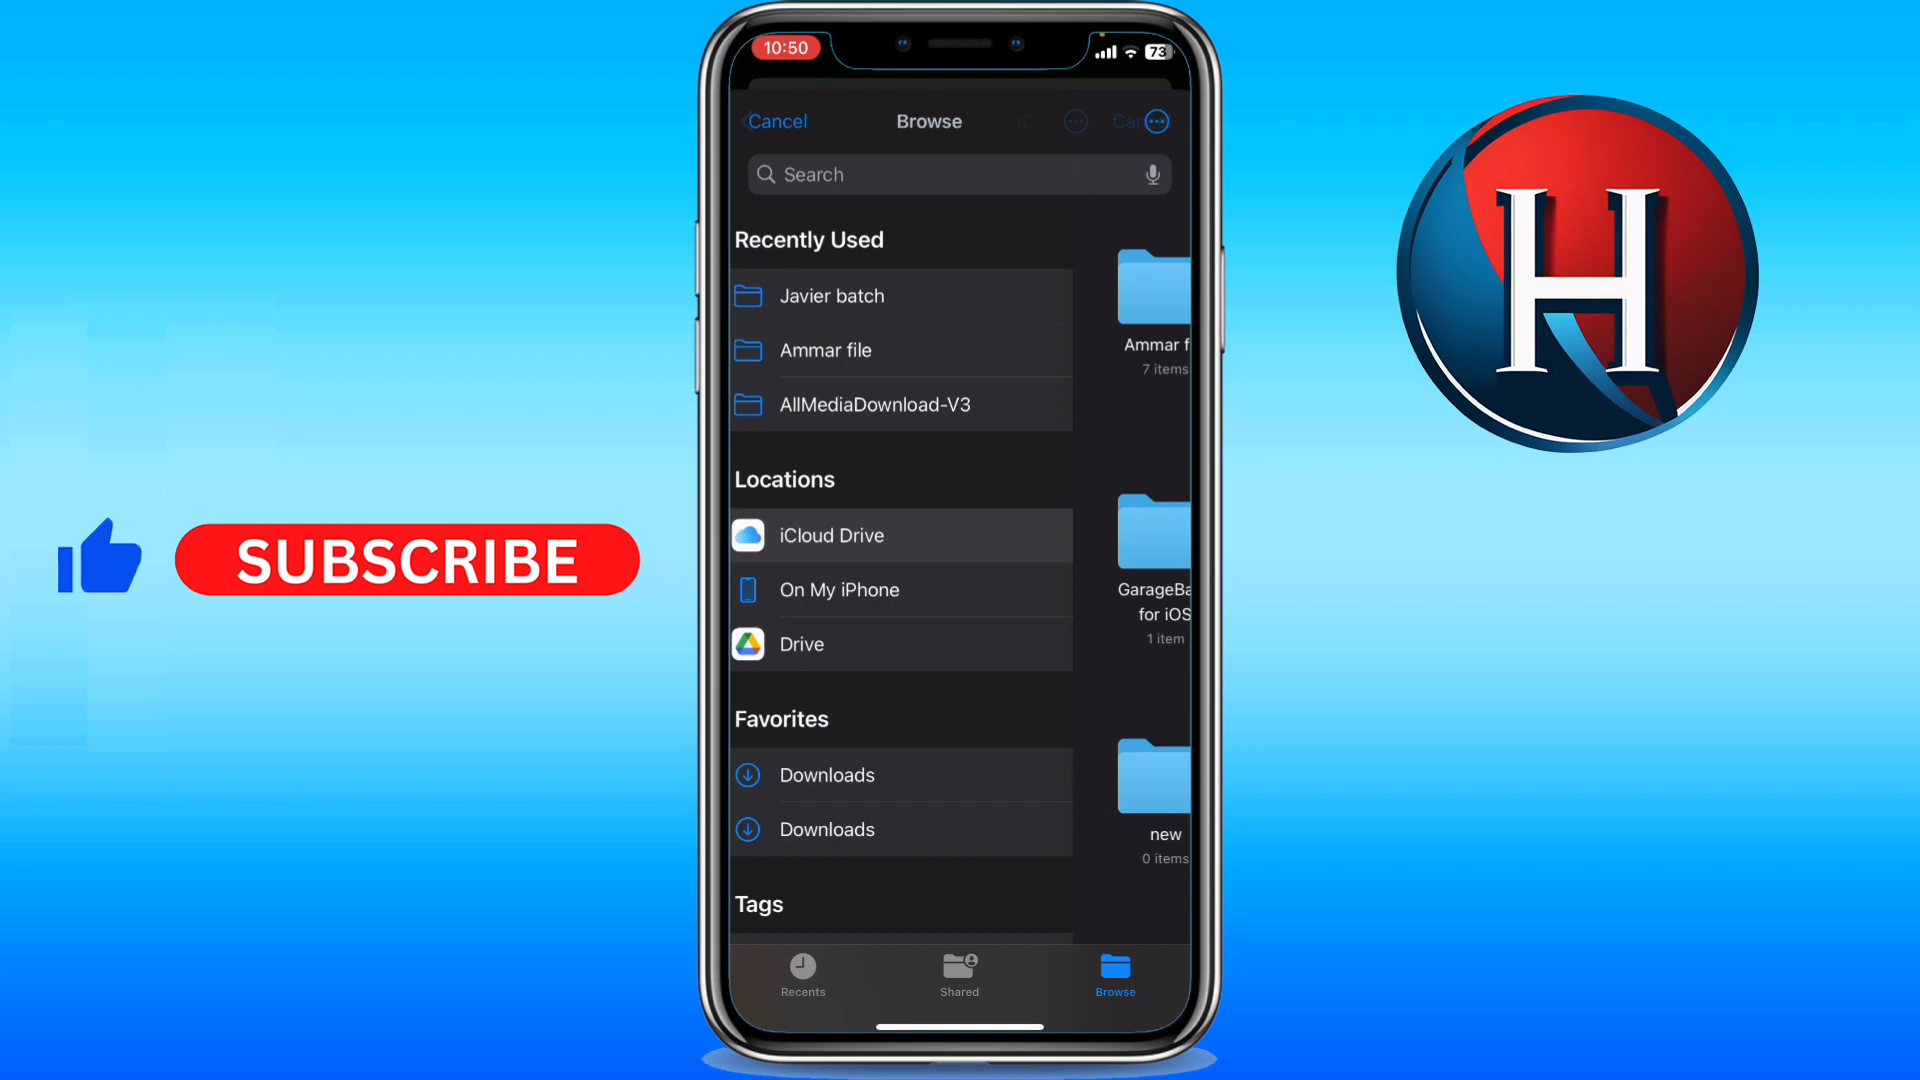 10:50
73
Cancel
Browse
Search
Recently Used
Javier batch
Ammar file
AllMediaDownload-V3
Locations
iCloud Drive
On My iPhone
Drive
Favorites
Downloads
Downloads
Tags
Ammar f
7 items
GarageBa
for iOS
1 item
new
0 items
Recents
Shared
Browse
SUBSCRIBE
H